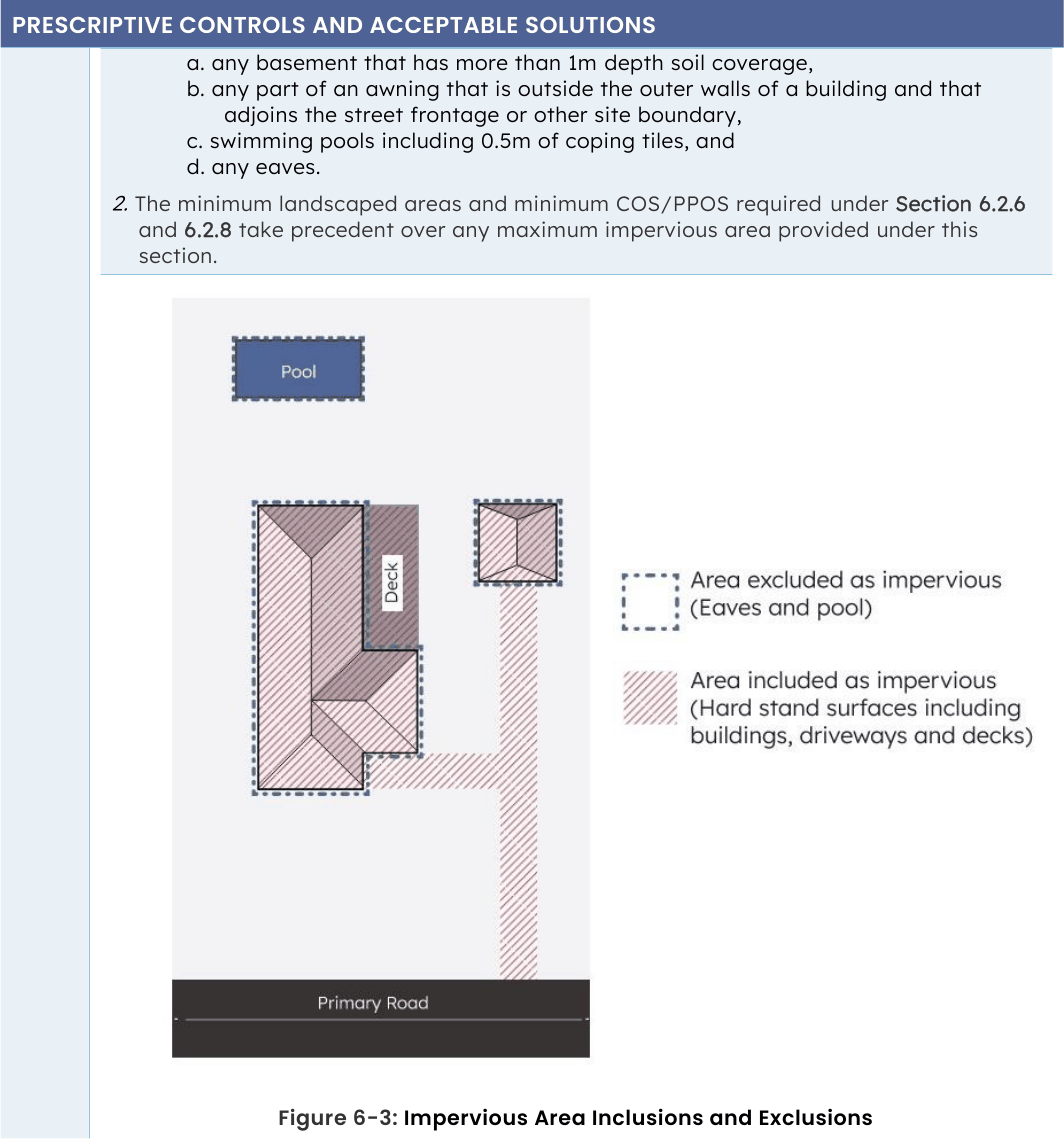 PRESCRIPTIVE CONTROLS AND ACCEPTABLE SOLUTIONS
a. any basement that has more than 1m depth soil coverage,
b. any part of an awning that is outside the outer walls of a building and that
adjoins the street frontage or other site boundary,
c. swimming pools including 0.5m of coping tiles, and
d. any eaves.
2. The minimum landscaped areas and minimum COS/PPOS required under Section 6.2.6
and 6.2.8 take precedent over any maximum impervious area provided under this
section.
Pool
Deck
Area excluded as impervious
(Eaves and pool)
Area included as impervious
(Hard stand surfaces including
buildings, driveways and decks)
Primary Road
Figure 6-3: Impervious Area Inclusions and Exclusions